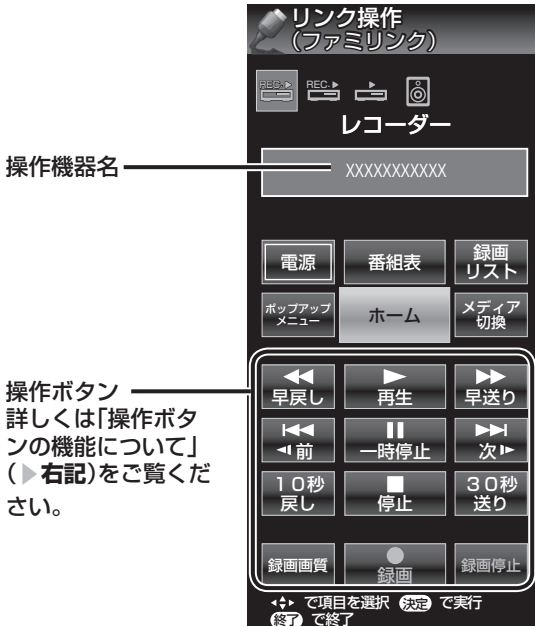 リンク操作
(ファミリンク)
REC.▶ REC.▶
レコーダー
操作機器名
XXXXXXXXXXX
電源 番組表 録画
リスト
ポップアップ
メニュー ホーム メディア
切換
操作ボタン
詳しくは「操作ボタ
ンの機能について」
(▶右記)をご覧くだ
さい。
早戻し 再生 早送り
前 一時停止 次
10秒
戻し 停止 30秒
送り
録画画質 録画 録画停止
で項目を選択 決定 で実行
終了 で終了